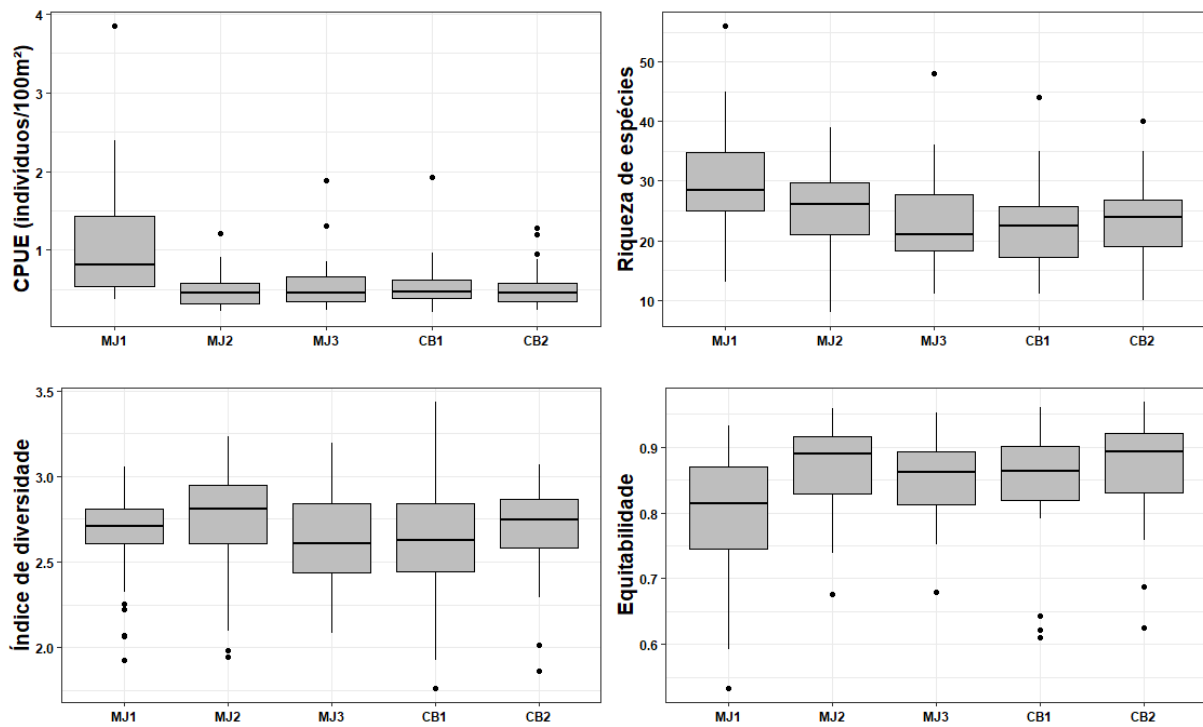 CPUE (indivíduos/100m²)
4
3
2
1
MJ1 MJ2 MJ3 CB1 CB2
Riqueza de espécies
50
40
30
20
10
MJ1 MJ2 MJ3 CB1 CB2
Índice de diversidade
3.5
3.0
2.5
2.0
MJ1 MJ2 MJ3 CB1 CB2
Equitabilidade
0.9
0.8
0.7
0.6
MJ1 MJ2 MJ3 CB1 CB2